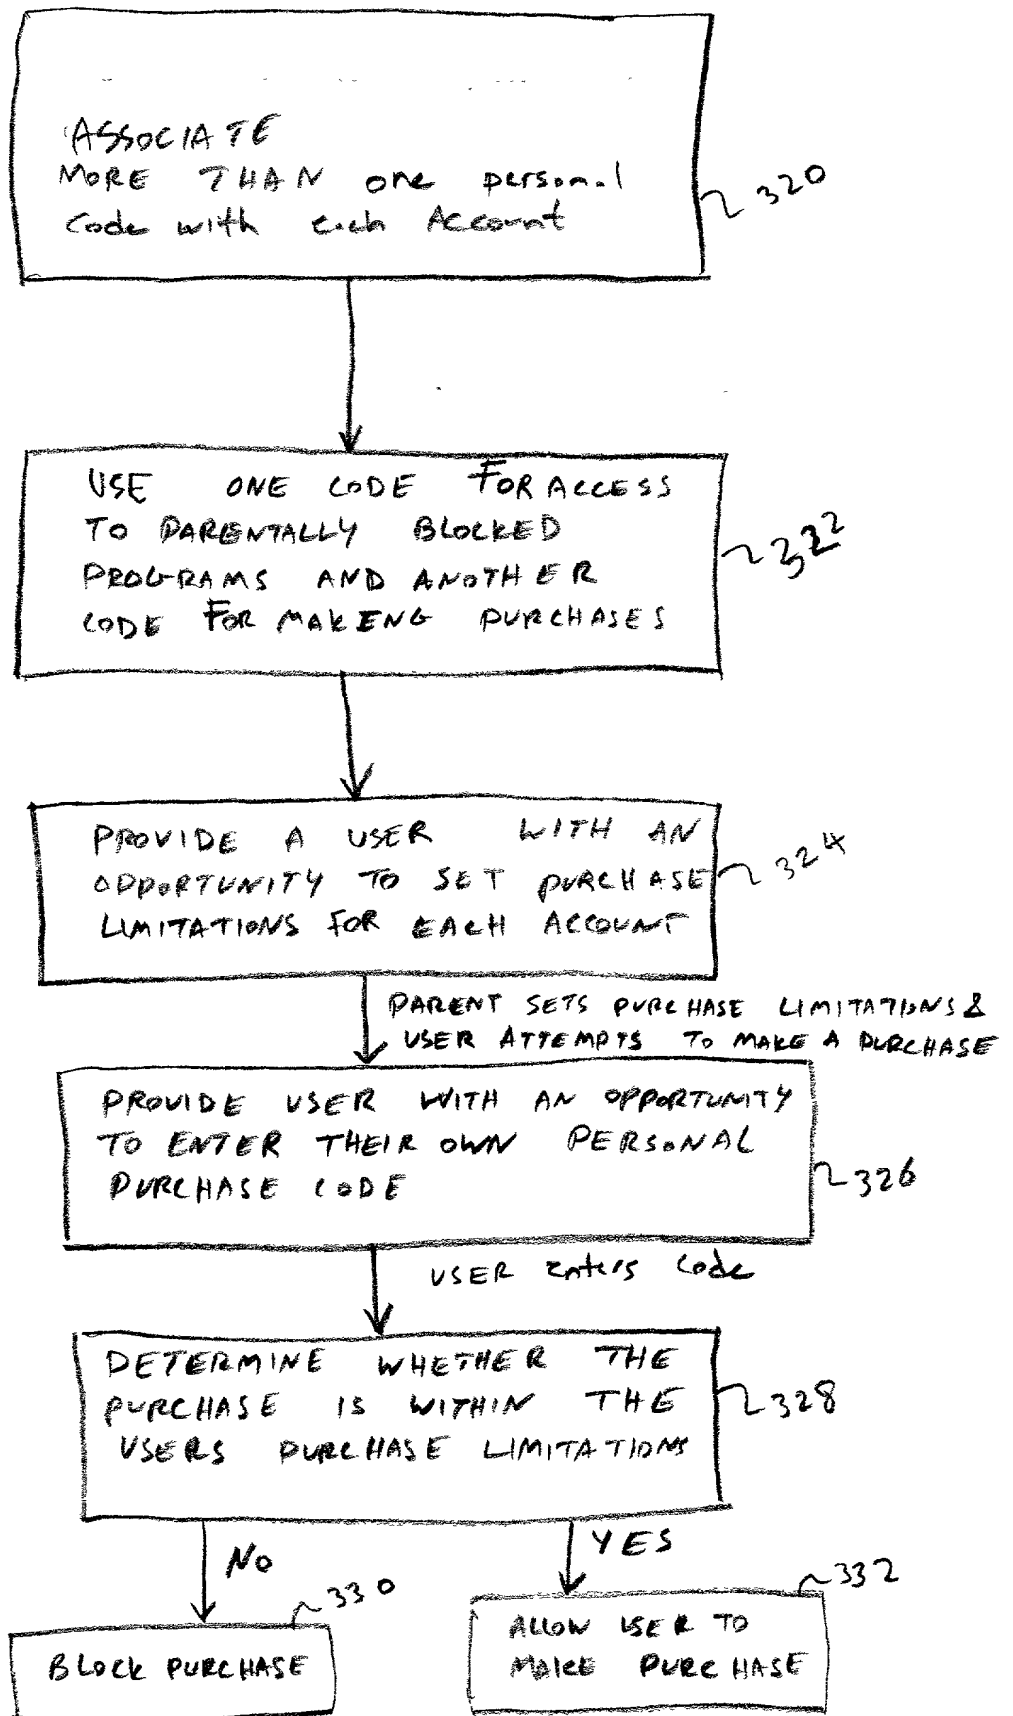 ASSOCIATE
MORE THAN one personal
Code with each Account
320
USE ONE CODE FOR ACCESS
TO PARENTALLY BLOCKED
PROGRAMS AND ANOTHER
CODE FOR MAKENG PURCHASES
322
PROVIDE A USER WITH AN
OPPORTUNITY TO SET PURCHASE
LIMITATIONS FOR EACH ACCOUNT
324
PARENT SETS PURCHASE LIMITATIONS &
USER ATTEMPTS TO MAKE A PURCHASE
PROVIDE USER WITH AN OPPORTUNITY
TO ENTER THEIR OWN PERSONAL
PURCHASE CODE
326
USER Enters Code
DETERMINE WHETHER THE
PURCHASE IS WITHIN THE
USERS PURCHASE LIMITATIONS
328
NO
YES
330
332
BLOCK PURCHASE
ALLOW USER TO
MAKE PURCHASE